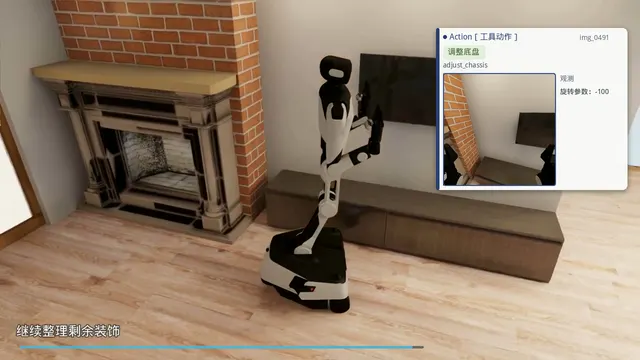 Action [ 工具动作 ]
img_0491
调整底盘
adjust_chassis
观测
旋转参数: -100
继续整理剩余装饰